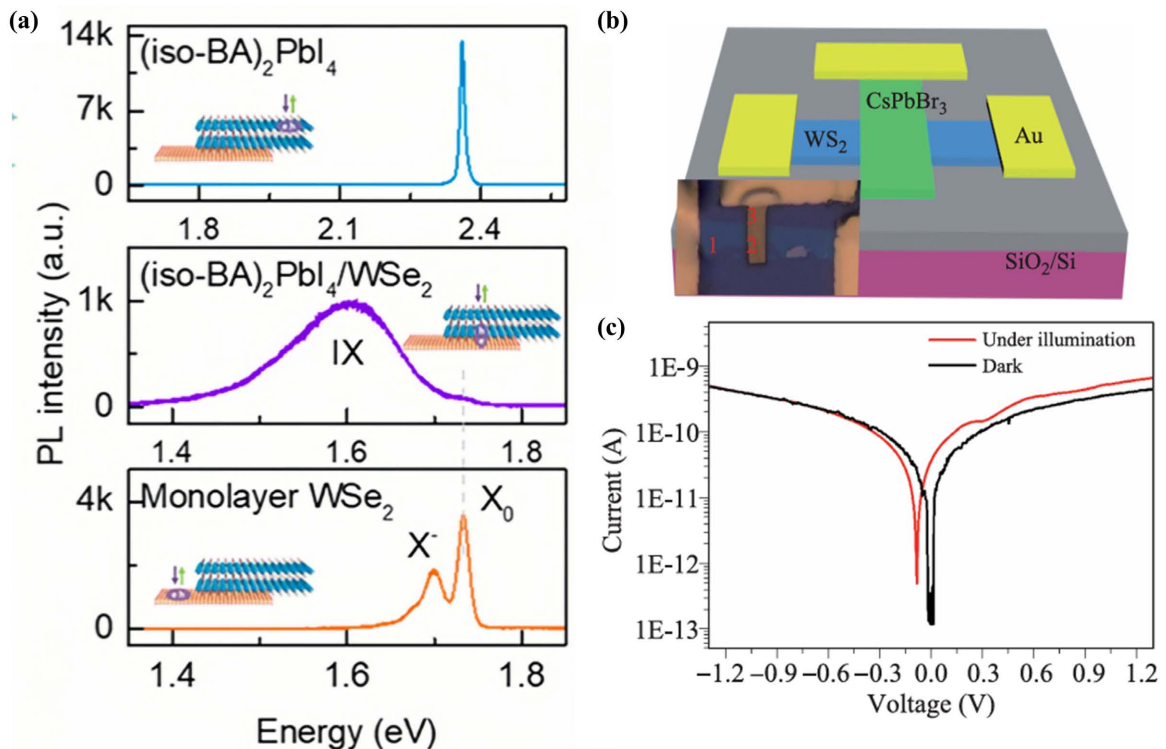 (a)
PL intensity (a.u.)
14k
7k
0
(iso-BA)₂PbI₄
1.8
2.1
2.4
1k
0
(iso-BA)₂PbI₄/WSe₂
IX
1.4
1.6
1.8
4k
0
Monolayer WSe₂
X⁻
X₀
1.4
1.6
1.8
Energy (eV)
(b)
CsPbBr₃
WS₂
Au
SiO₂/Si
1
2
(c)
Current (A)
1E-9
1E-10
1E-11
1E-12
1E-13
Under illumination
Dark
−1.2
−0.9
−0.6
−0.3
0.0
0.3
0.6
0.9
1.2
Voltage (V)